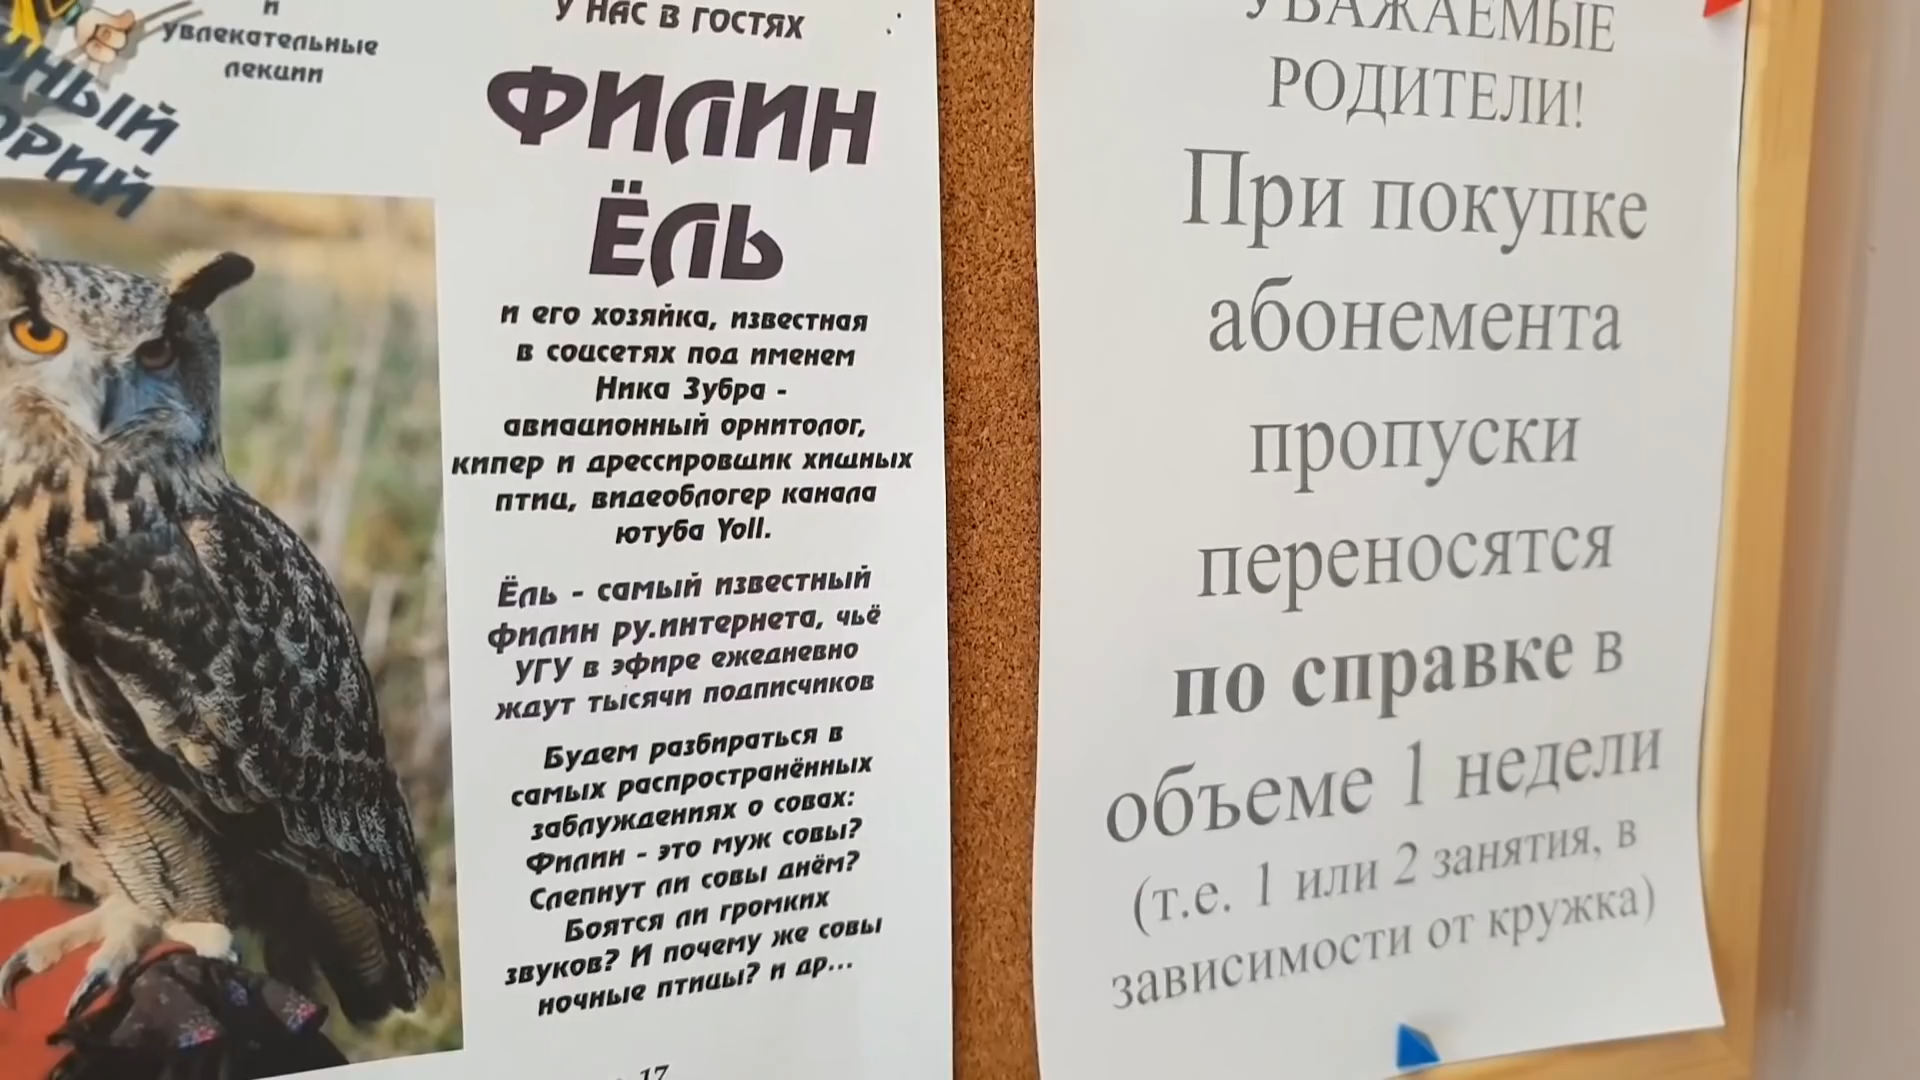 и
увлекательные
лекции
У НАС В ГОСТЯХ
ФИЛИН
ЁЛЬ
и его хозяйка, известная
в соцсетях под именем
Ника Зубра -
авиационный орнитолог,
кипер и дрессировщик хищных
птиц, видеоблогер канала
ютуба Yoll.
Ёль - самый известный
филин ру.интернета, чьё
УГУ в эфире ежедневно
ждут тысячи подписчиков
Будем разбираться в
самых распространённых
заблуждениях о совах:
Филин - это муж совы?
Слепнут ли совы днём?
Боятся ли громких
звуков? И почему же совы
ночные птицы? и др...
17
УВАЖАЕМЫЕ
РОДИТЕЛИ!
При покупке
абонемента
пропуски
переносятся
по справке в
объеме 1 недели
(т.е. 1 или 2 занятия, в
зависимости от кружка)